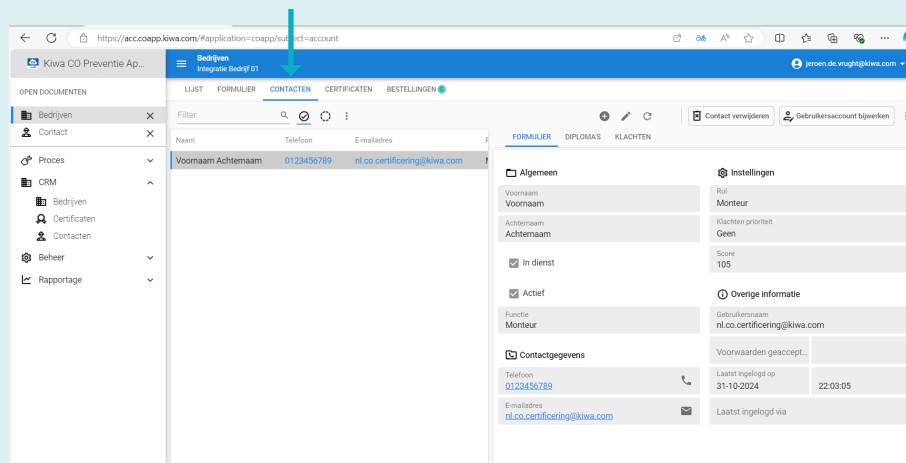 https://acc.coapp.kiwa.com/#application=coapp/subject=account
Kiwa CO Preventie Ap...
Bedrijven
Integratie Bedrijf 01
jeroen.de.vrught@kiwa.com
OPEN DOCUMENTEN
Bedrijven
Contact
Proces
CRM
Bedrijven
Certificaten
Contacten
Beheer
Rapportage
LIJST FORMULIER CONTACTEN CERTIFICATEN BESTELLINGEN 0
Filter
Naam Telefoon E-mailadres F
Voornaam Achternaam 0123456789 nl.co.certificering@kiwa.com
Contact verwijderen Gebruikersaccount bijwerken
FORMULIER DIPLOMA'S KLACHTEN
Algemeen
Voornaam
Voornaam
Achternaam
Achternaam
In dienst
Actief
Functie
Monteur
Contactgegevens
Telefoon
0123456789
E-mailadres
nl.co.certificering@kiwa.com
Instellingen
Rol
Monteur
Klachten prioriteit
Geen
Score
105
Overige informatie
Gebruikersnaam
nl.co.certificering@kiwa.com
Voorwaarden geaccept...
Laatst ingelogd op
31-10-2024 22:03:05
Laatst ingelogd via